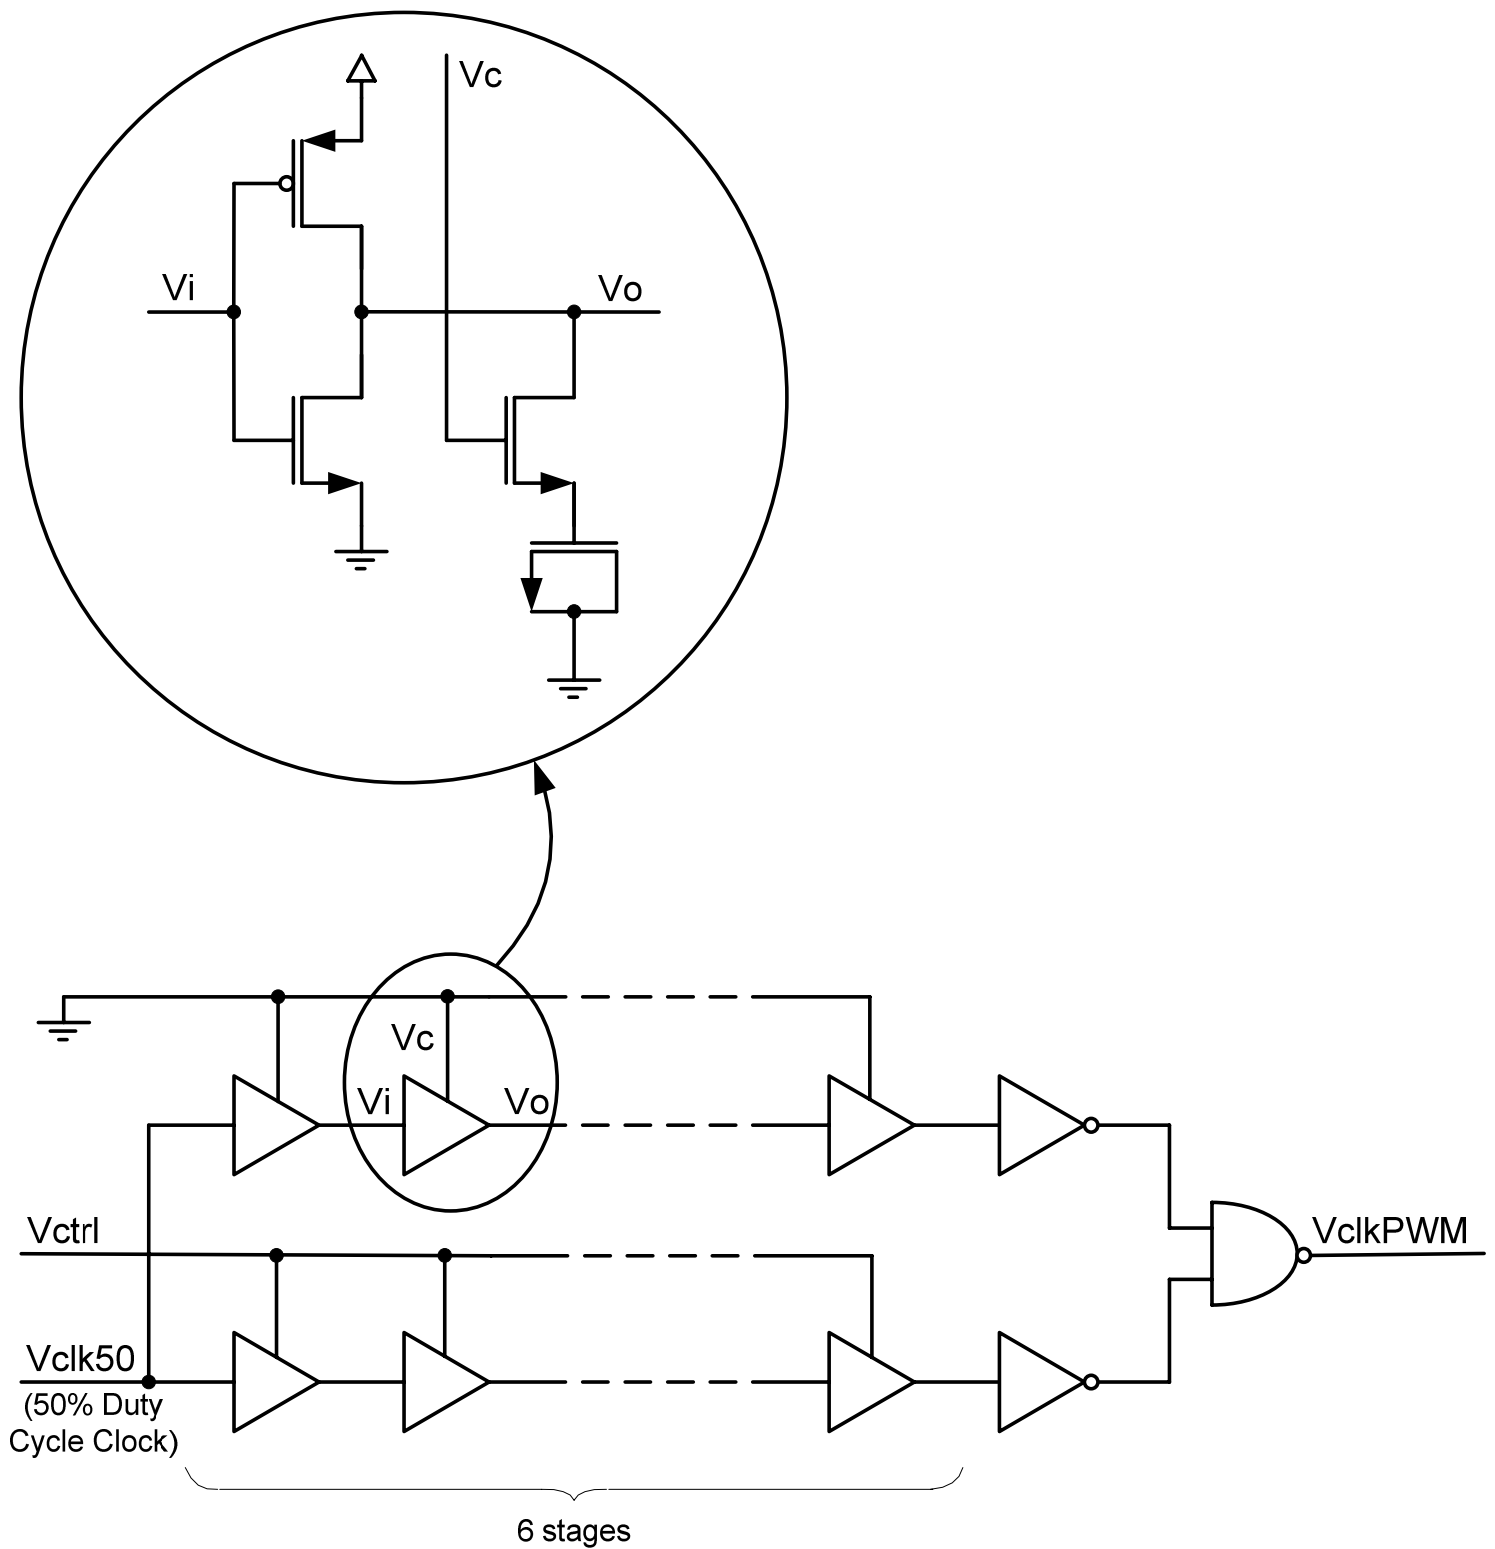 Vc
Vi
Vo
Vc
Vi
Vo
Vctrl
VclkPWM
Vclk50
(50% Duty
Cycle Clock)
6 stages